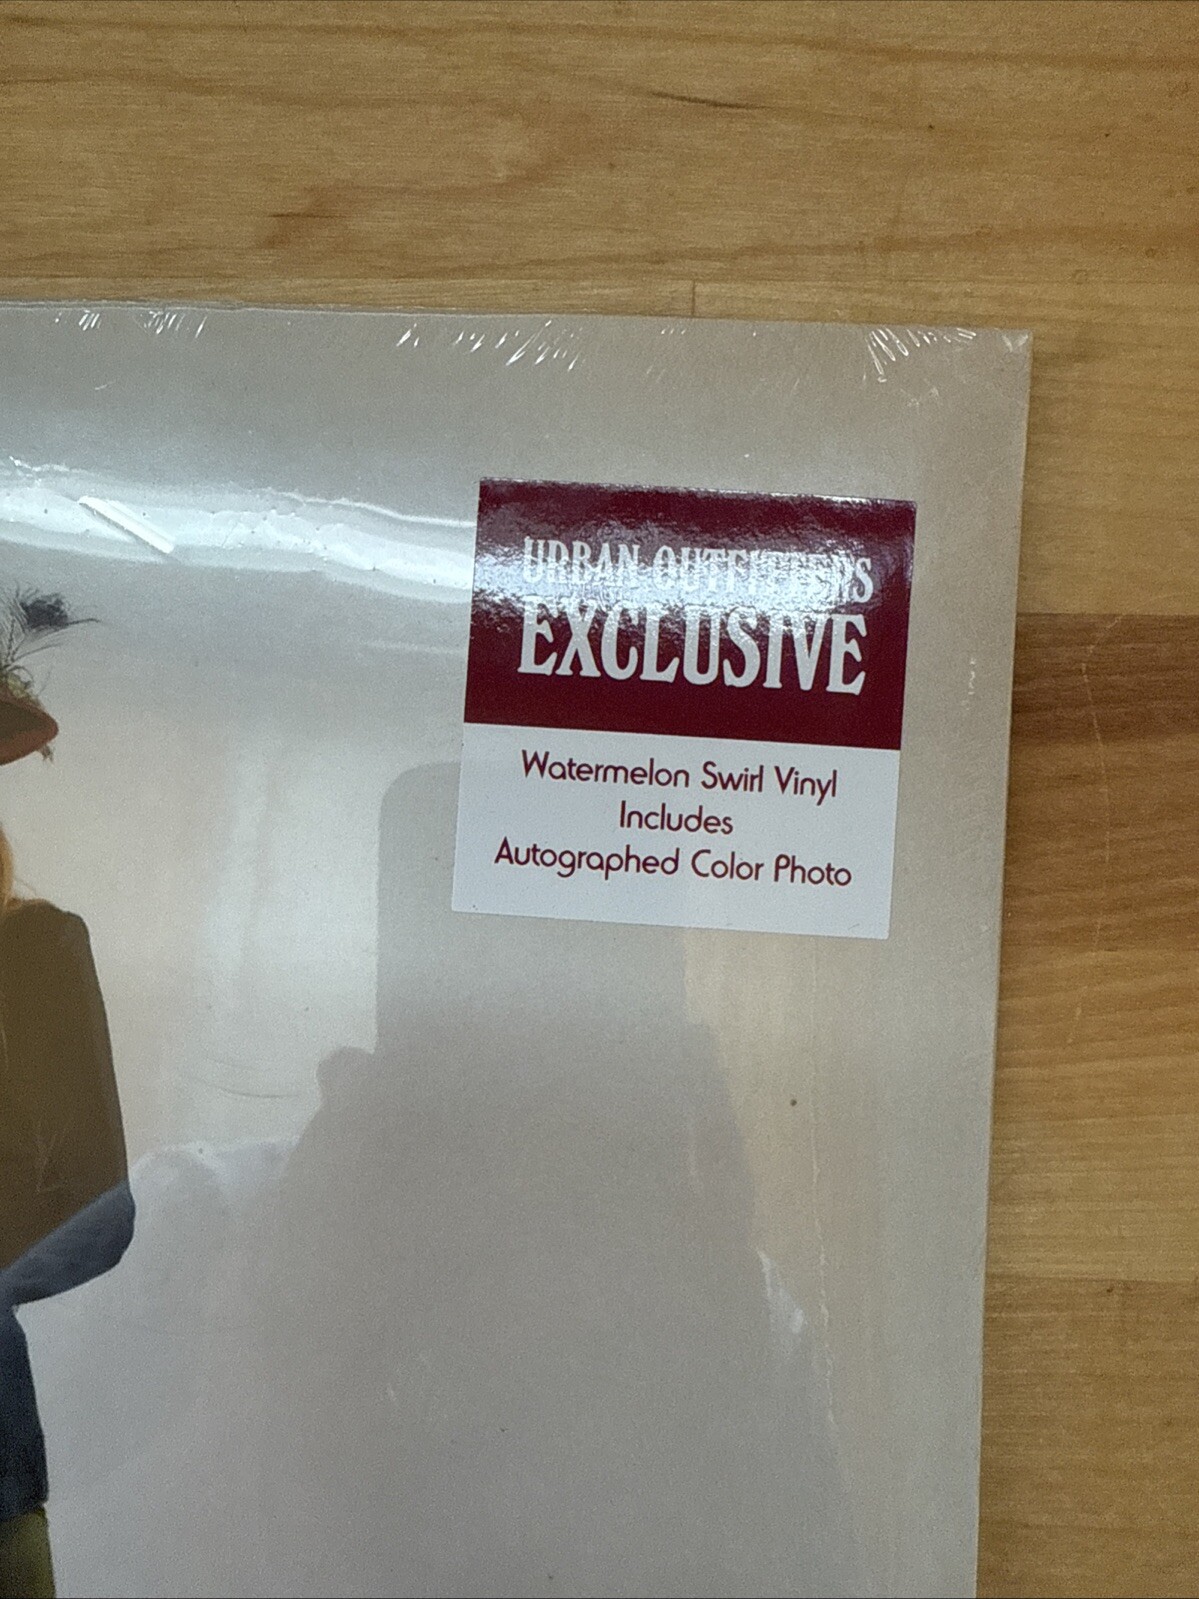 URBAN OUTFITTERS
EXCLUSIVE
Watermelon Swirl Vinyl
Includes
Autographed Color Photo